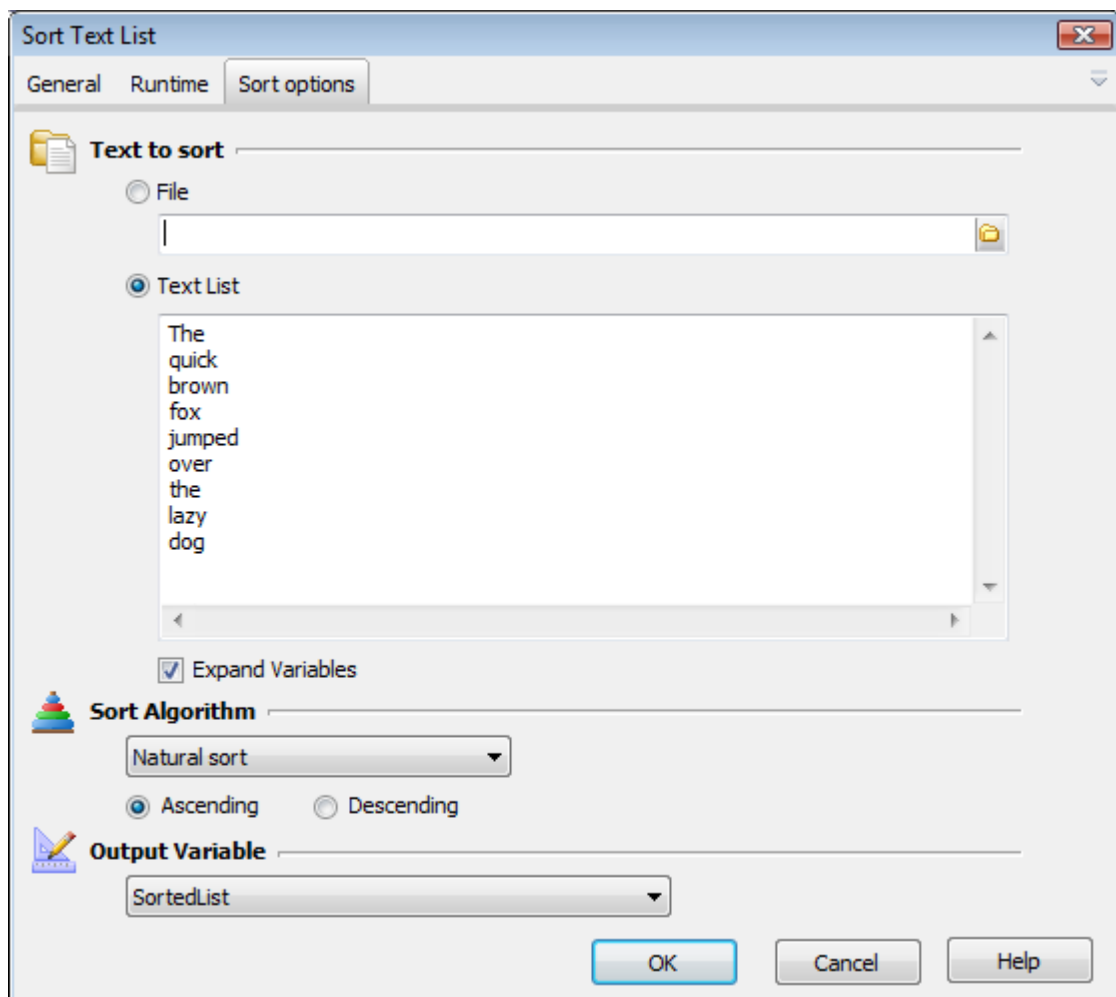 Sort Text List
General Runtime Sort options
Text to sort
File
Text List
The
quick
brown
fox
jumped
over
the
lazy
dog
Expand Variables
Sort Algorithm
Natural sort
Ascending Descending
Output Variable
SortedList
OK Cancel Help